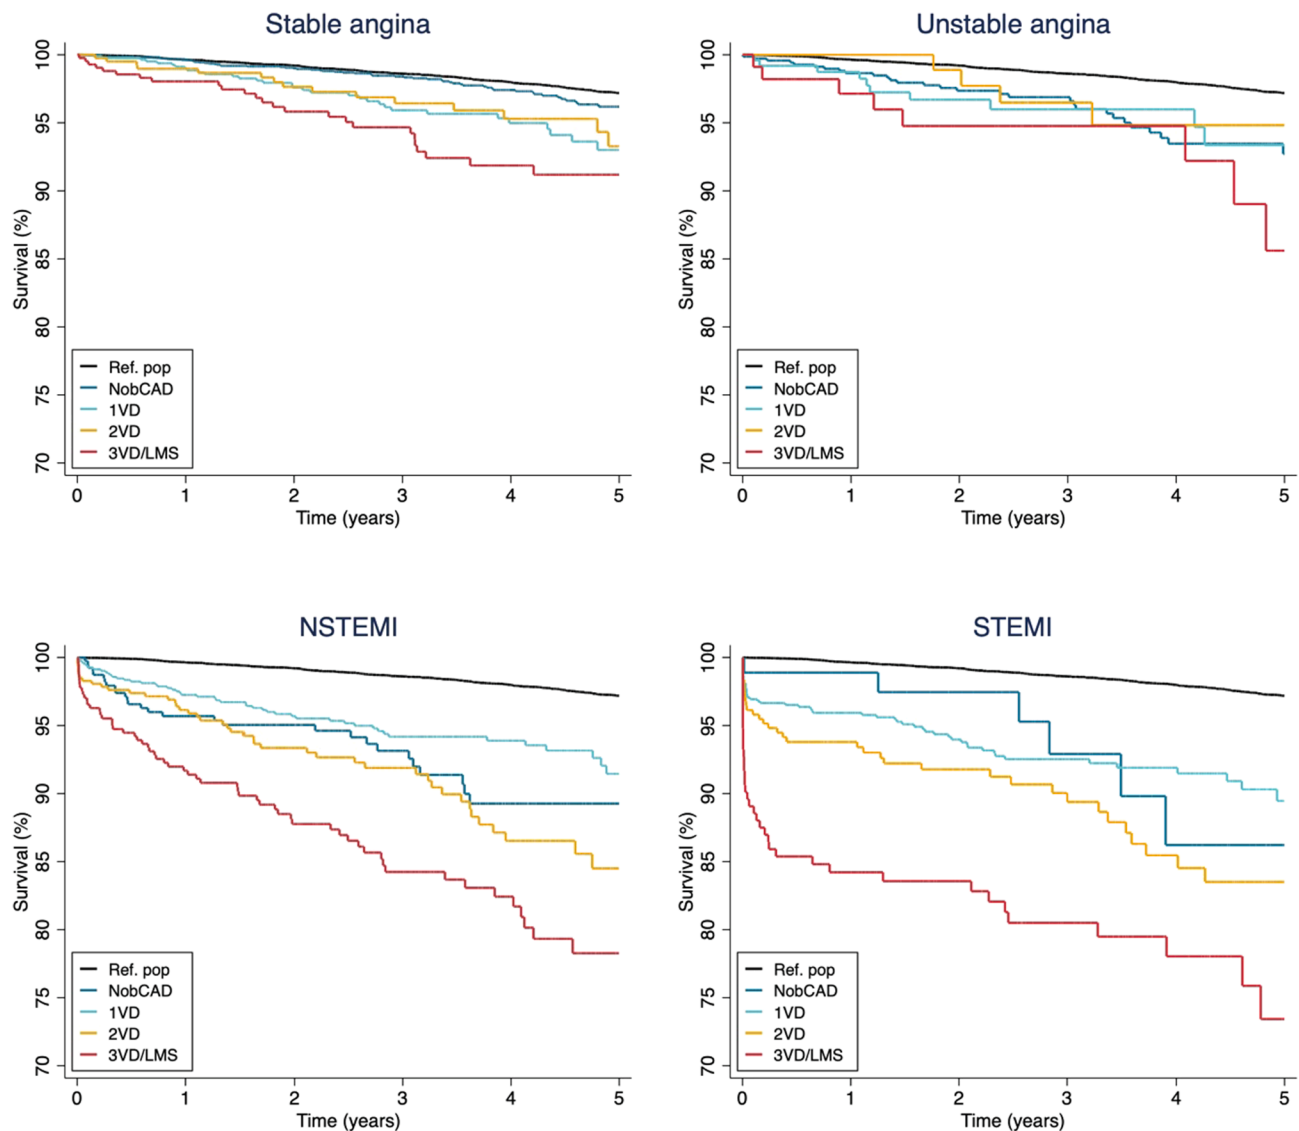 Stable angina
Survival (%)
100
95
90
85
80
75
70
Ref. pop
NobCAD
1VD
2VD
3VD/LMS
0 1 2 3 4 5
Time (years)
Unstable angina
Survival (%)
100
95
90
85
80
75
70
Ref. pop
NobCAD
1VD
2VD
3VD/LMS
0 1 2 3 4 5
Time (years)
NSTEMI
Survival (%)
100
95
90
85
80
75
70
Ref. pop
NobCAD
1VD
2VD
3VD/LMS
0 1 2 3 4 5
Time (years)
STEMI
Survival (%)
100
95
90
85
80
75
70
Ref. pop
NobCAD
1VD
2VD
3VD/LMS
0 1 2 3 4 5
Time (years)